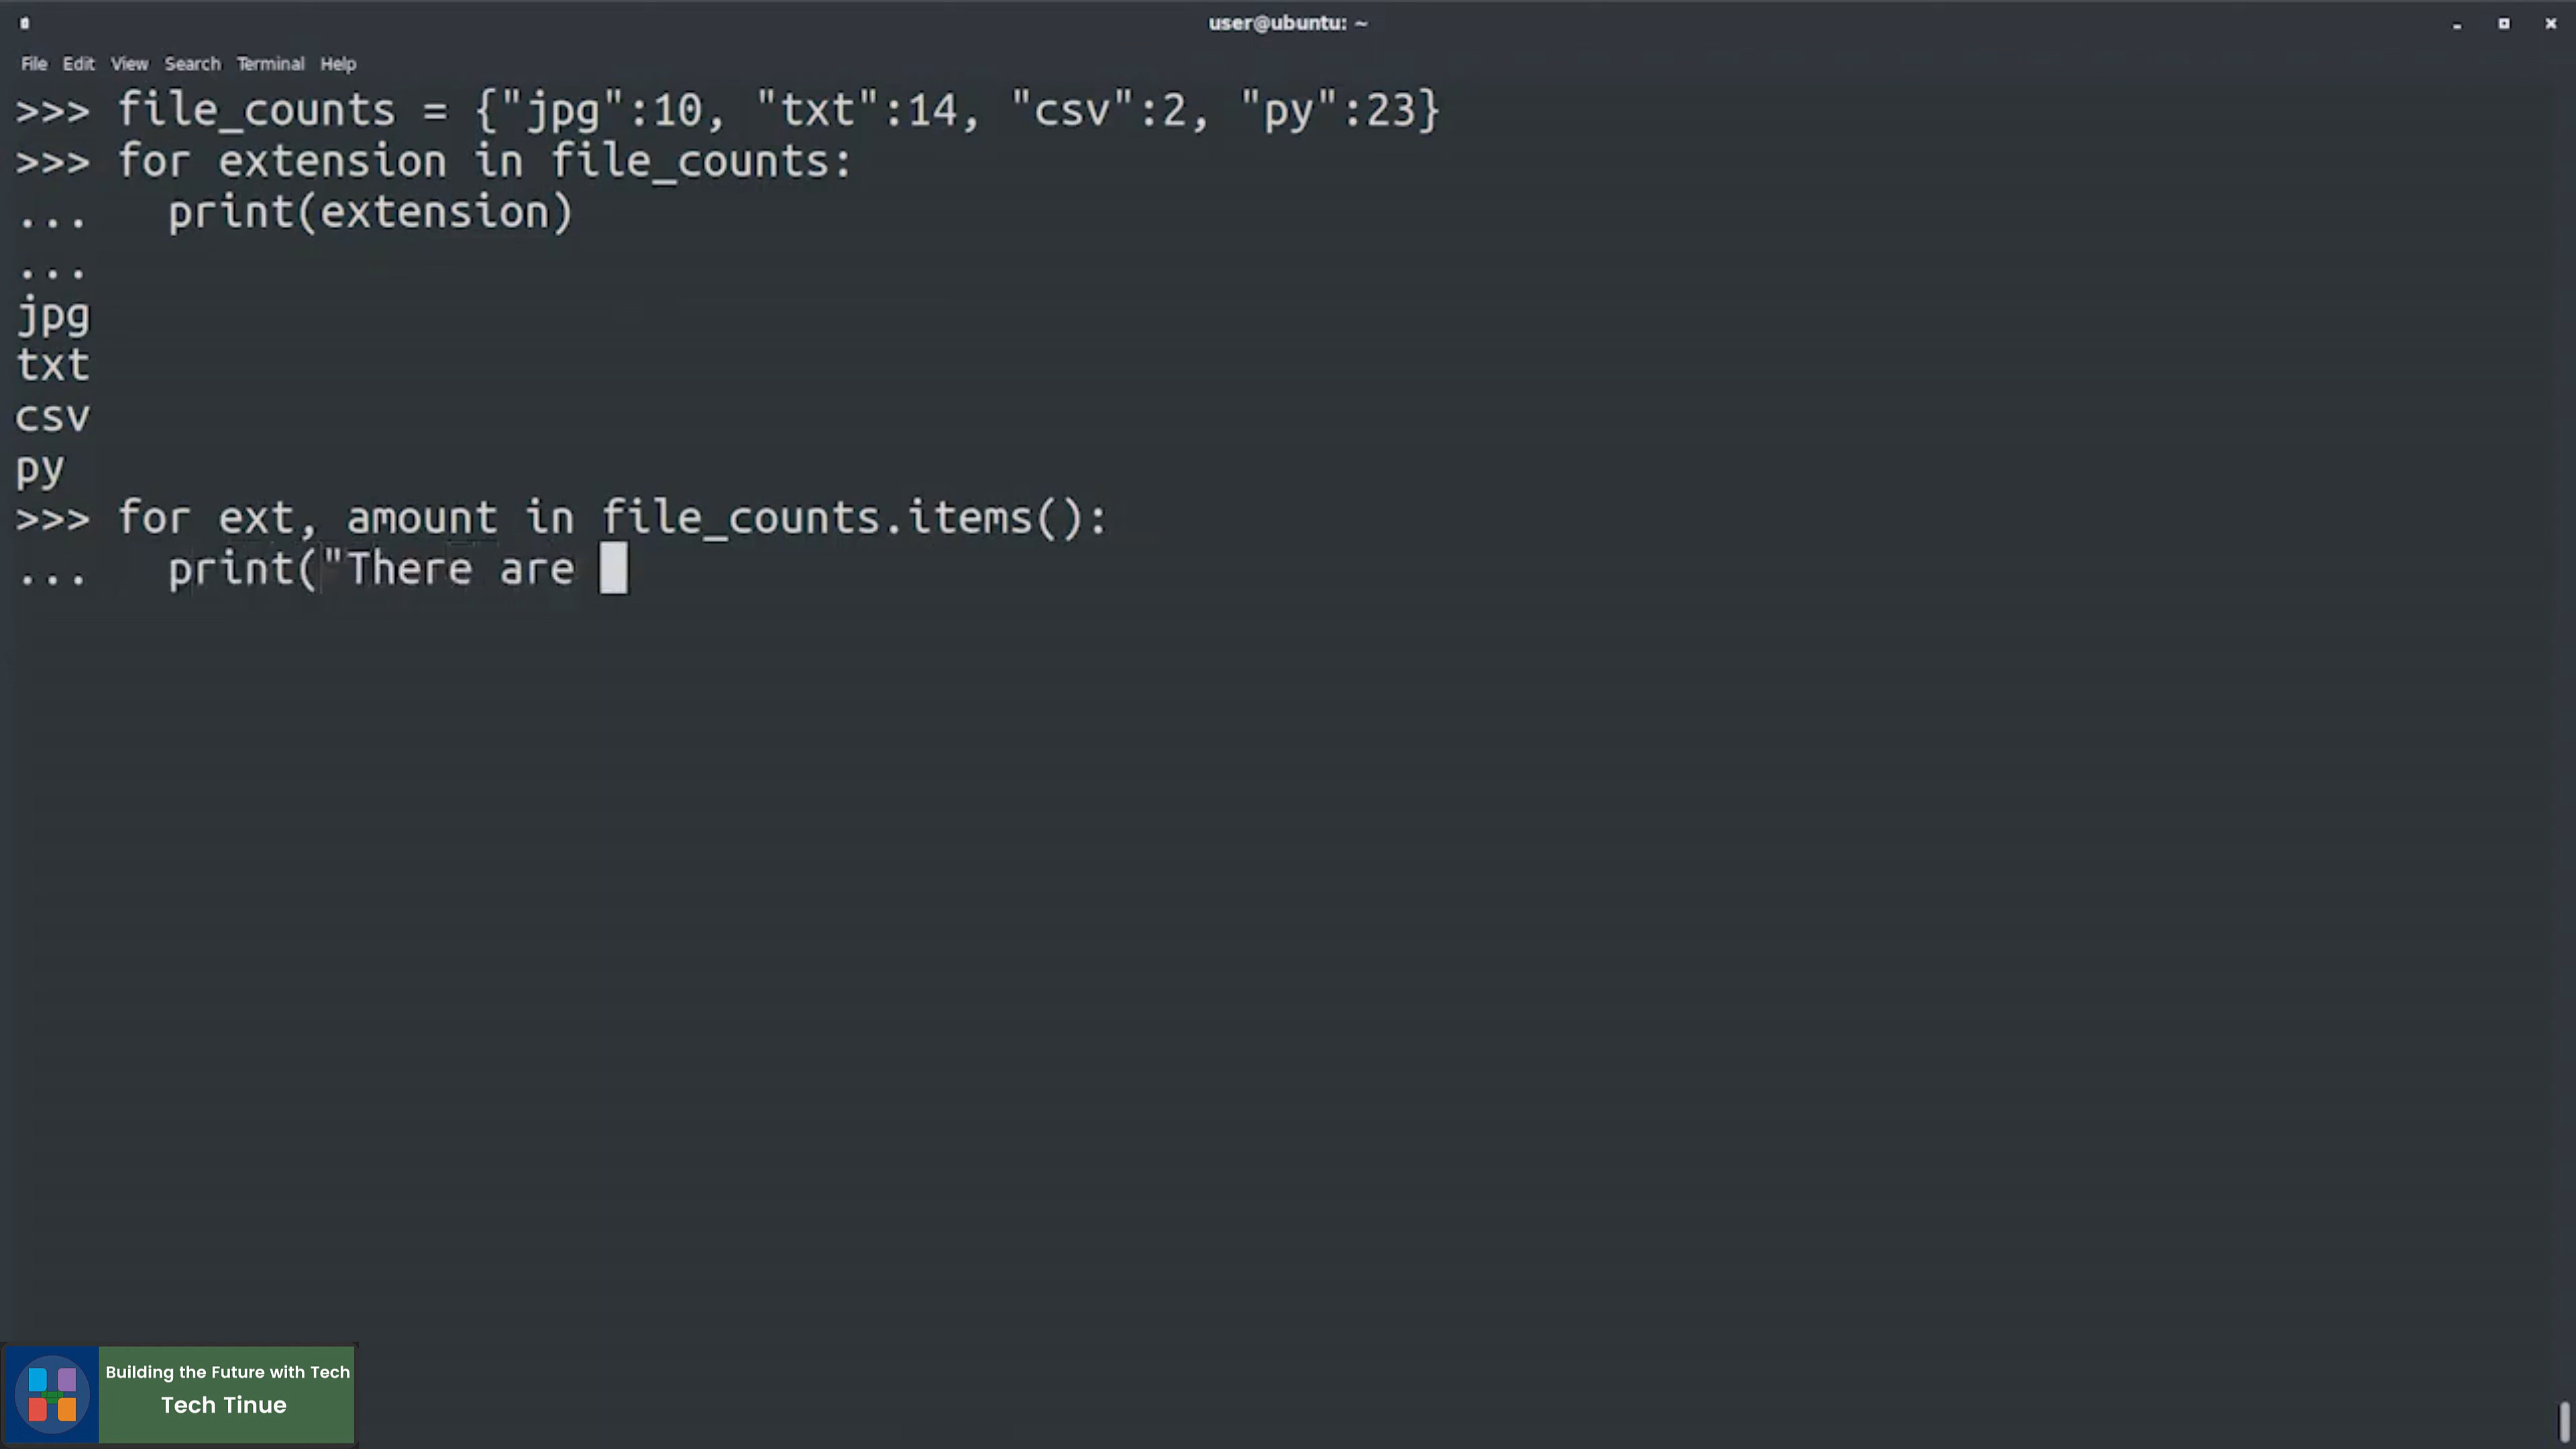 user@ubuntu: ~
File Edit View Search Terminal Help
>>> file_counts = {"jpg":10, "txt":14, "csv":2, "py":23}
>>> for extension in file_counts:
...   print(extension)
...
jpg
txt
csv
py
>>> for ext, amount in file_counts.items():
...   print("There are
Building the Future with Tech
Tech Tinue